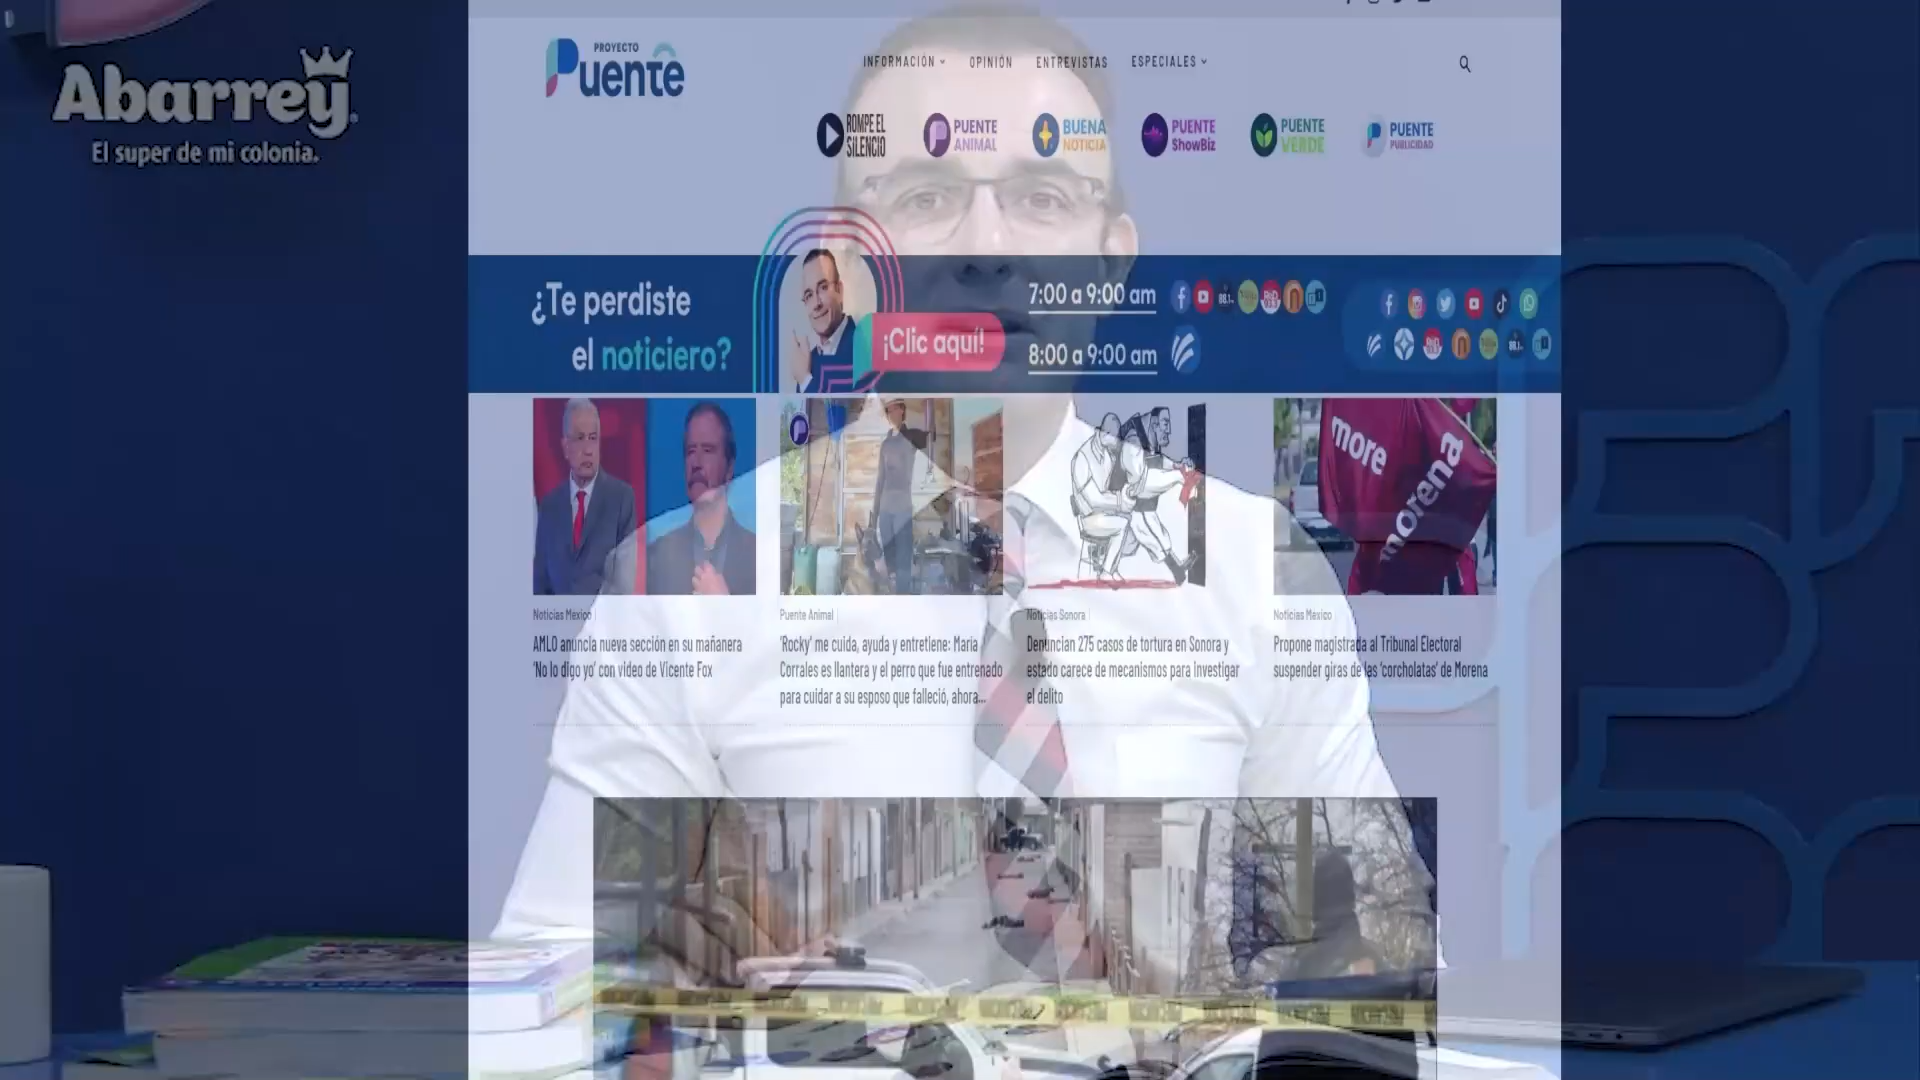 Abarrey
El super de mi colonia.
PROYECTO
Puente
INFORMACIÓN
OPINIÓN
ENTREVISTAS
ESPECIALES
ROMPE EL
SILENCIO
PUENTE
ANIMAL
BUENA
NOTICIA
PUENTE
ShowBiz
PUENTE
VERDE
PUENTE
PUBLICIDAD
¿Te perdiste
el noticiero?
¡Clic aquí!
7:00 a 9:00 am
8:00 a 9:00 am
more
morena
Noticias Mexico
AMLO anuncia nueva sección en su mañanera
'No lo digo yo' con video de Vicente Fox
Puente Animal
'Rocky' me cuida, ayuda y entretiene: María
Corrales es llantera y el perro que fue entrenado
para cuidar a su esposo que falleció, ahora...
Noticias Sonora
Denuncian 275 casos de tortura en Sonora y
estado carece de mecanismos para investigar
el delito
Noticias Mexico
Propone magistrada al Tribunal Electoral
suspender giras de las 'corcholatas' de Morena